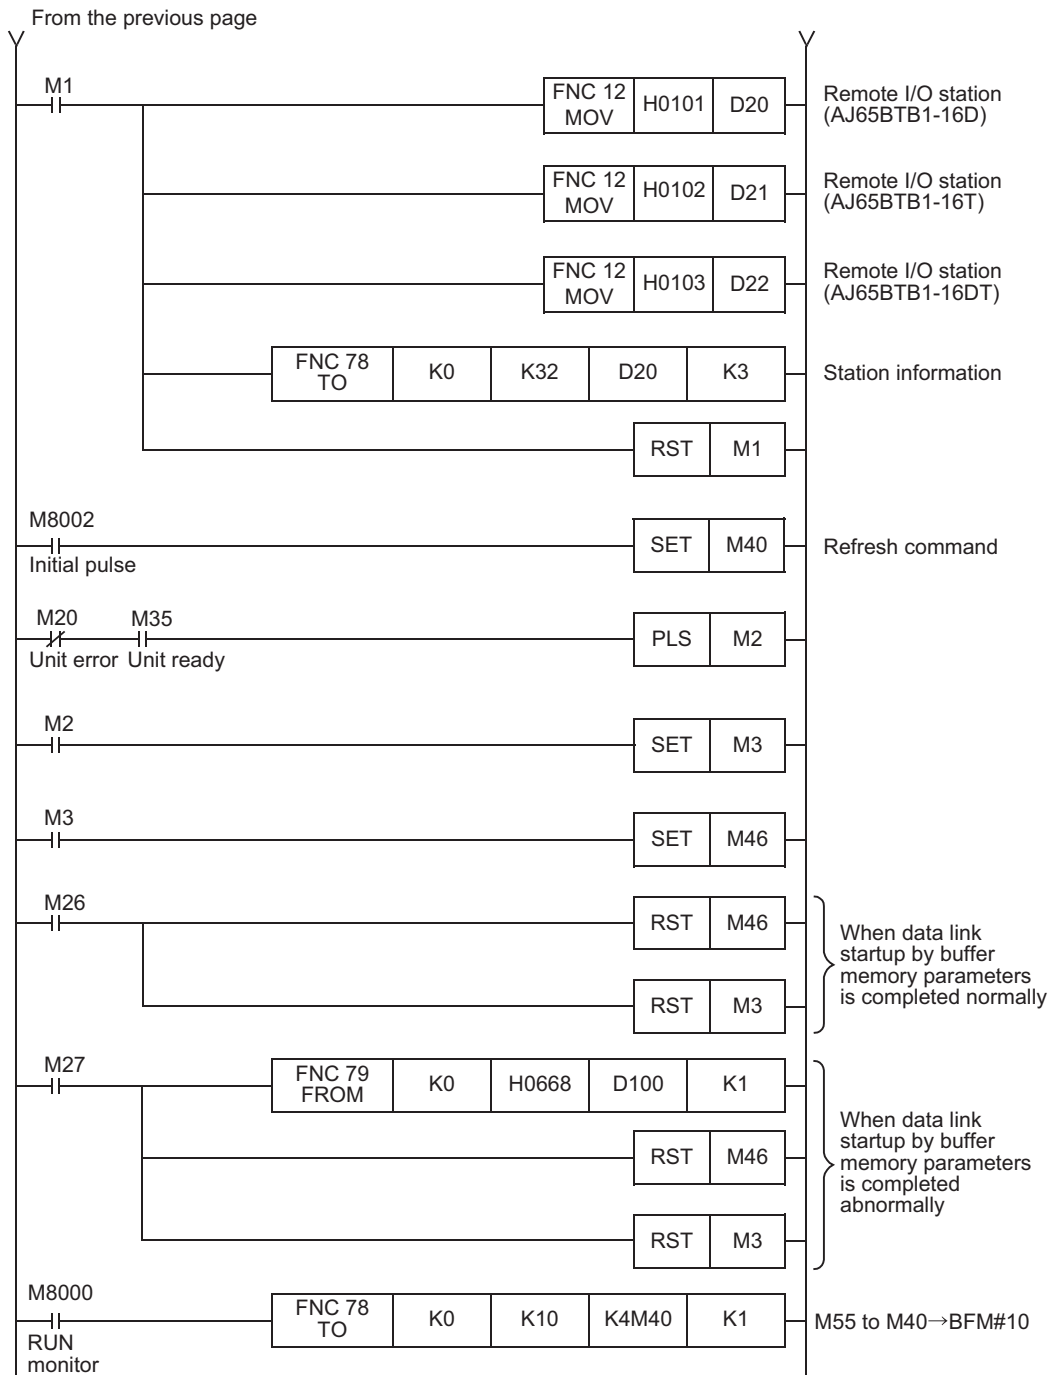 From the previous page
M1
FNC 12
MOV
H0101
D20
Remote I/O station
(AJ65BTB1-16D)
FNC 12
MOV
H0102
D21
Remote I/O station
(AJ65BTB1-16T)
FNC 12
MOV
H0103
D22
Remote I/O station
(AJ65BTB1-16DT)
FNC 78
TO
K0
K32
D20
K3
Station information
RST
M1
M8002
Initial pulse
SET
M40
Refresh command
M20
Unit error
M35
Unit ready
PLS
M2
M2
SET
M3
M3
SET
M46
M26
RST
M46
RST
M3
When data link
startup by buffer
memory parameters
is completed normally
M27
FNC 79
FROM
K0
H0668
D100
K1
RST
M46
RST
M3
When data link
startup by buffer
memory parameters
is completed
abnormally
M8000
RUN
monitor
FNC 78
TO
K0
K10
K4M40
K1
M55 to M40→BFM#10